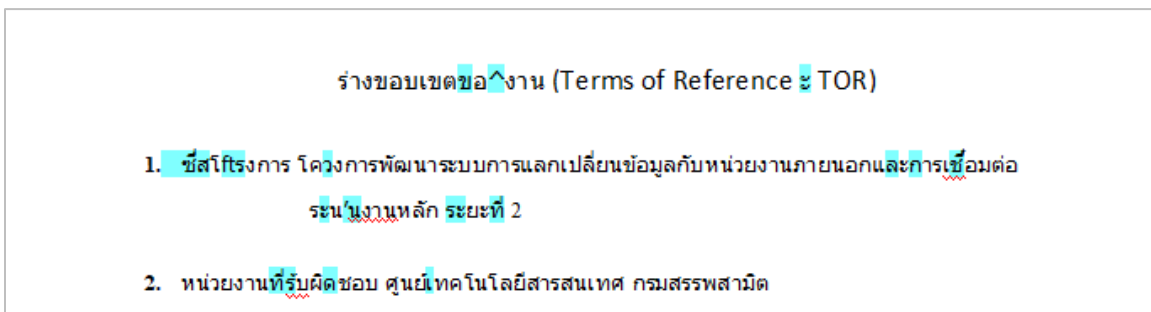 ร่างขอบเขตขอ^งาน (Terms of Reference ะ TOR)
1. ชื่สโftรงการ โควงการพัฒนาระบบการแลกเปลี่ยนข้อมูลกับหน่วยงานภายนอกและการเชื่อมต่อ
ระน'นงานหลัก ระยะที่ 2
2. หน่วยงานที่รับผิดชอบ ศูนย์เทคโนโลยีสารสนเทศ กรมสรรพสามิต